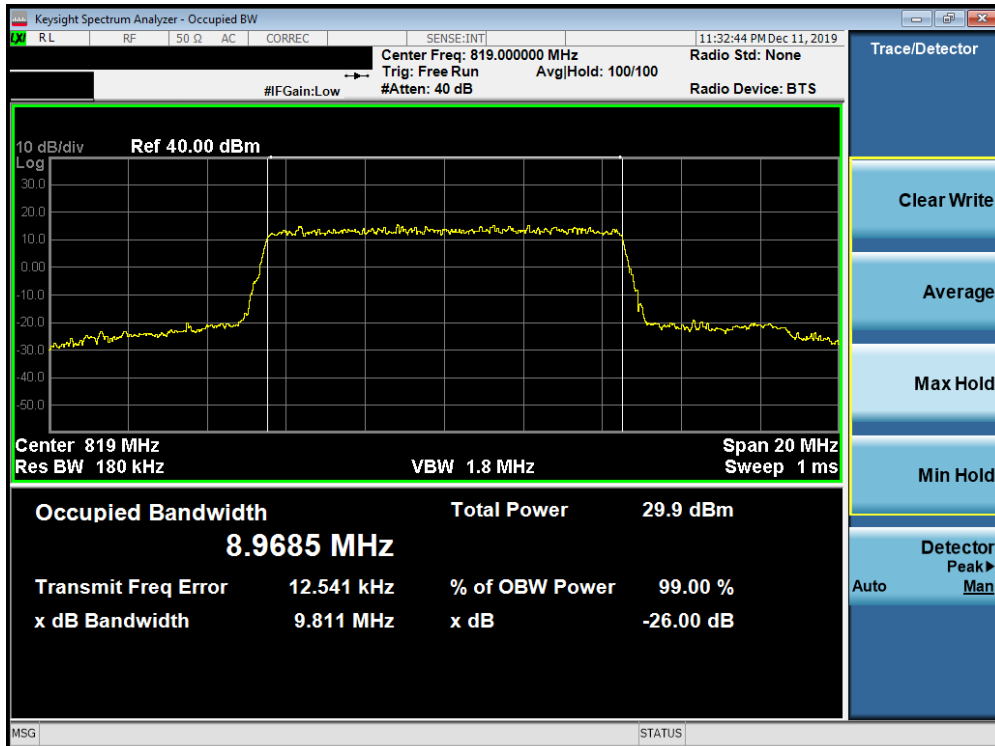 Keysight Spectrum Analyzer - Occupied BW
LXI RL RF 50 Ω AC CORREC SENSE:INT 11:32:44 PM Dec 11, 2019
Center Freq: 819.000000 MHz Radio Std: None
Trig: Free Run Avg|Hold: 100/100
#IFGain:Low #Atten: 40 dB Radio Device: BTS
Trace/Detector
10 dB/div Ref 40.00 dBm
Log
30.0
20.0
10.0
0.00
-10.0
-20.0
-30.0
-40.0
-50.0
Center 819 MHz Span 20 MHz
Res BW 180 kHz VBW 1.8 MHz Sweep 1 ms
Occupied Bandwidth Total Power 29.9 dBm
8.9685 MHz
Transmit Freq Error 12.541 kHz % of OBW Power 99.00 %
x dB Bandwidth 9.811 MHz x dB -26.00 dB
Clear Write
Average
Max Hold
Min Hold
Detector
Peak▶
Auto Man
MSG STATUS